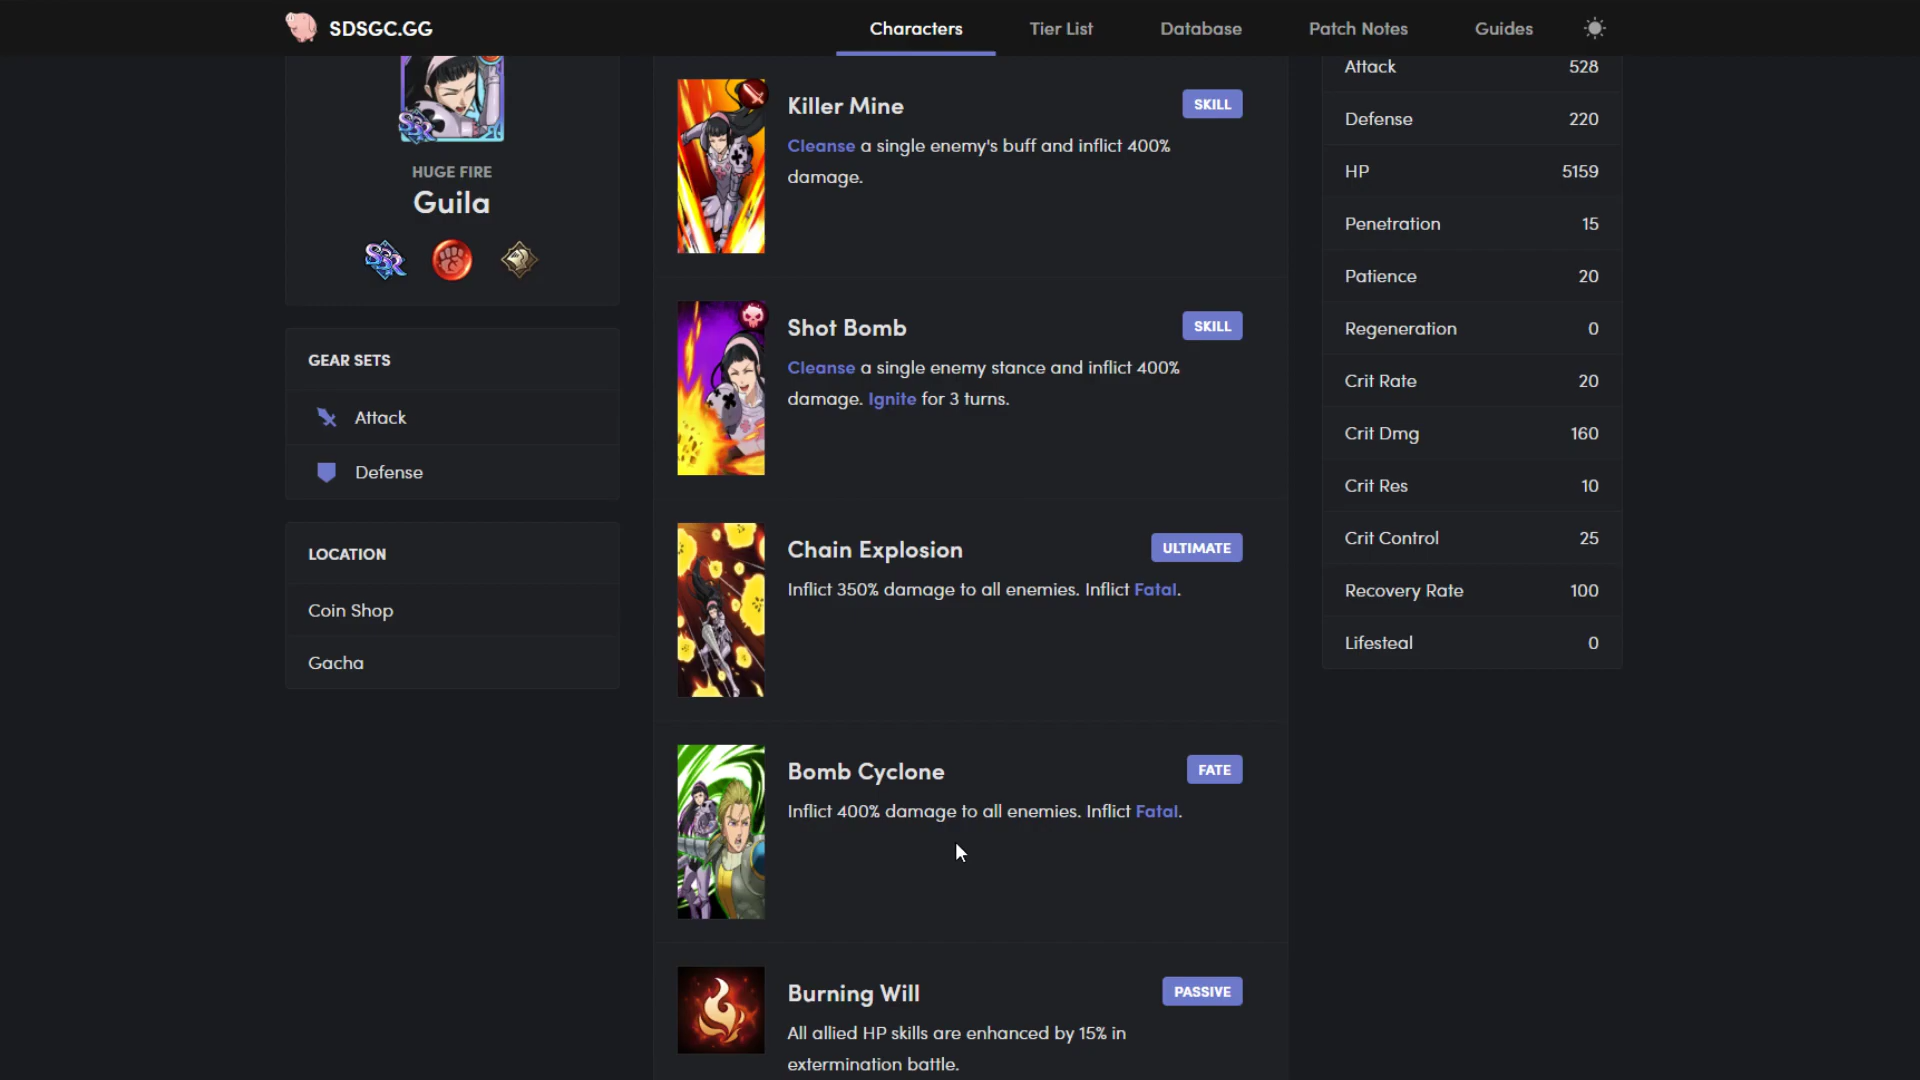 SDSGC.GG
Characters
Tier List
Database
Patch Notes
Guides
SSR
HUGE FIRE
Guila
SSR
GEAR SETS
Attack
Defense
LOCATION
Coin Shop
Gacha
Killer Mine
SKILL
Cleanse a single enemy's buff and inflict 400%
damage.
Shot Bomb
SKILL
Cleanse a single enemy stance and inflict 400%
damage. Ignite for 3 turns.
Chain Explosion
ULTIMATE
Inflict 350% damage to all enemies. Inflict Fatal.
Bomb Cyclone
FATE
Inflict 400% damage to all enemies. Inflict Fatal.
Burning Will
PASSIVE
All allied HP skills are enhanced by 15% in
extermination battle.
Attack 528
Defense 220
HP 5159
Penetration 15
Patience 20
Regeneration 0
Crit Rate 20
Crit Dmg 160
Crit Res 10
Crit Control 25
Recovery Rate 100
Lifesteal 0